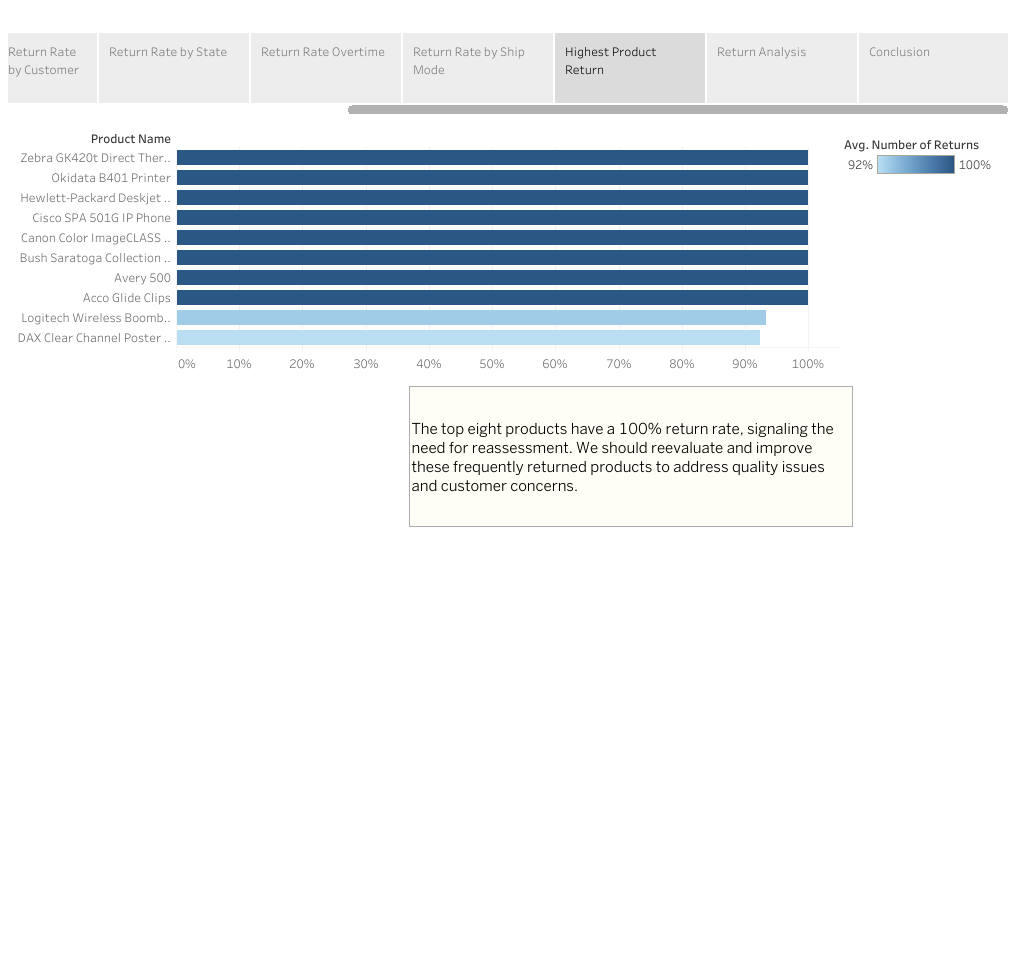 Return Rate
by Customer
Return Rate by State
Return Rate Overtime
Return Rate by Ship
Mode
Highest Product
Return
Return Analysis
Conclusion
Product Name
Zebra GK420t Direct Ther..
Okidata B401 Printer
Hewlett-Packard Deskjet ..
Cisco SPA 501G IP Phone
Canon Color ImageCLASS ..
Bush Saratoga Collection ..
Avery 500
Acco Glide Clips
Logitech Wireless Boomb..
DAX Clear Channel Poster ..
0% 10% 20% 30% 40% 50% 60% 70% 80% 90% 100%
Avg. Number of Returns
92% 100%
The top eight products have a 100% return rate, signaling the
need for reassessment. We should reevaluate and improve
these frequently returned products to address quality issues
and customer concerns.